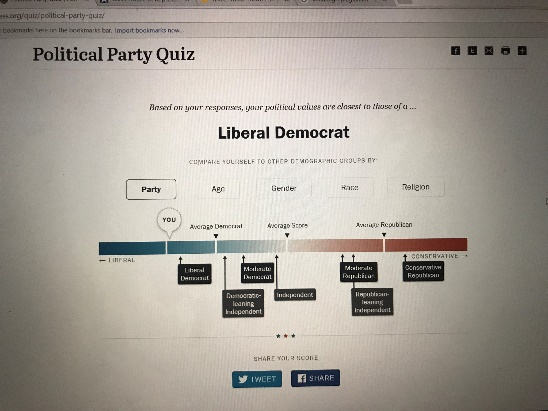 /quiz/political-party-quiz/
bookmarks here on the bookmarks bar. Import bookmarks now...
Political Party Quiz
Based on your responses, your political values are closest to those of a ...
Liberal Democrat
COMPARE YOURSELF TO OTHER DEMOGRAPHIC GROUPS BY:
Party Age Gender Race Religion
YOU
Average Democrat Average Score Average Republican
← LIBERAL CONSERVATIVE →
Liberal
Democrat
Moderate
Democrat
Moderate
Republican
Conservative
Republican
Democratic-
leaning
Independent
Independent
Republican-
leaning
Independent
SHARE YOUR SCORE
TWEET SHARE